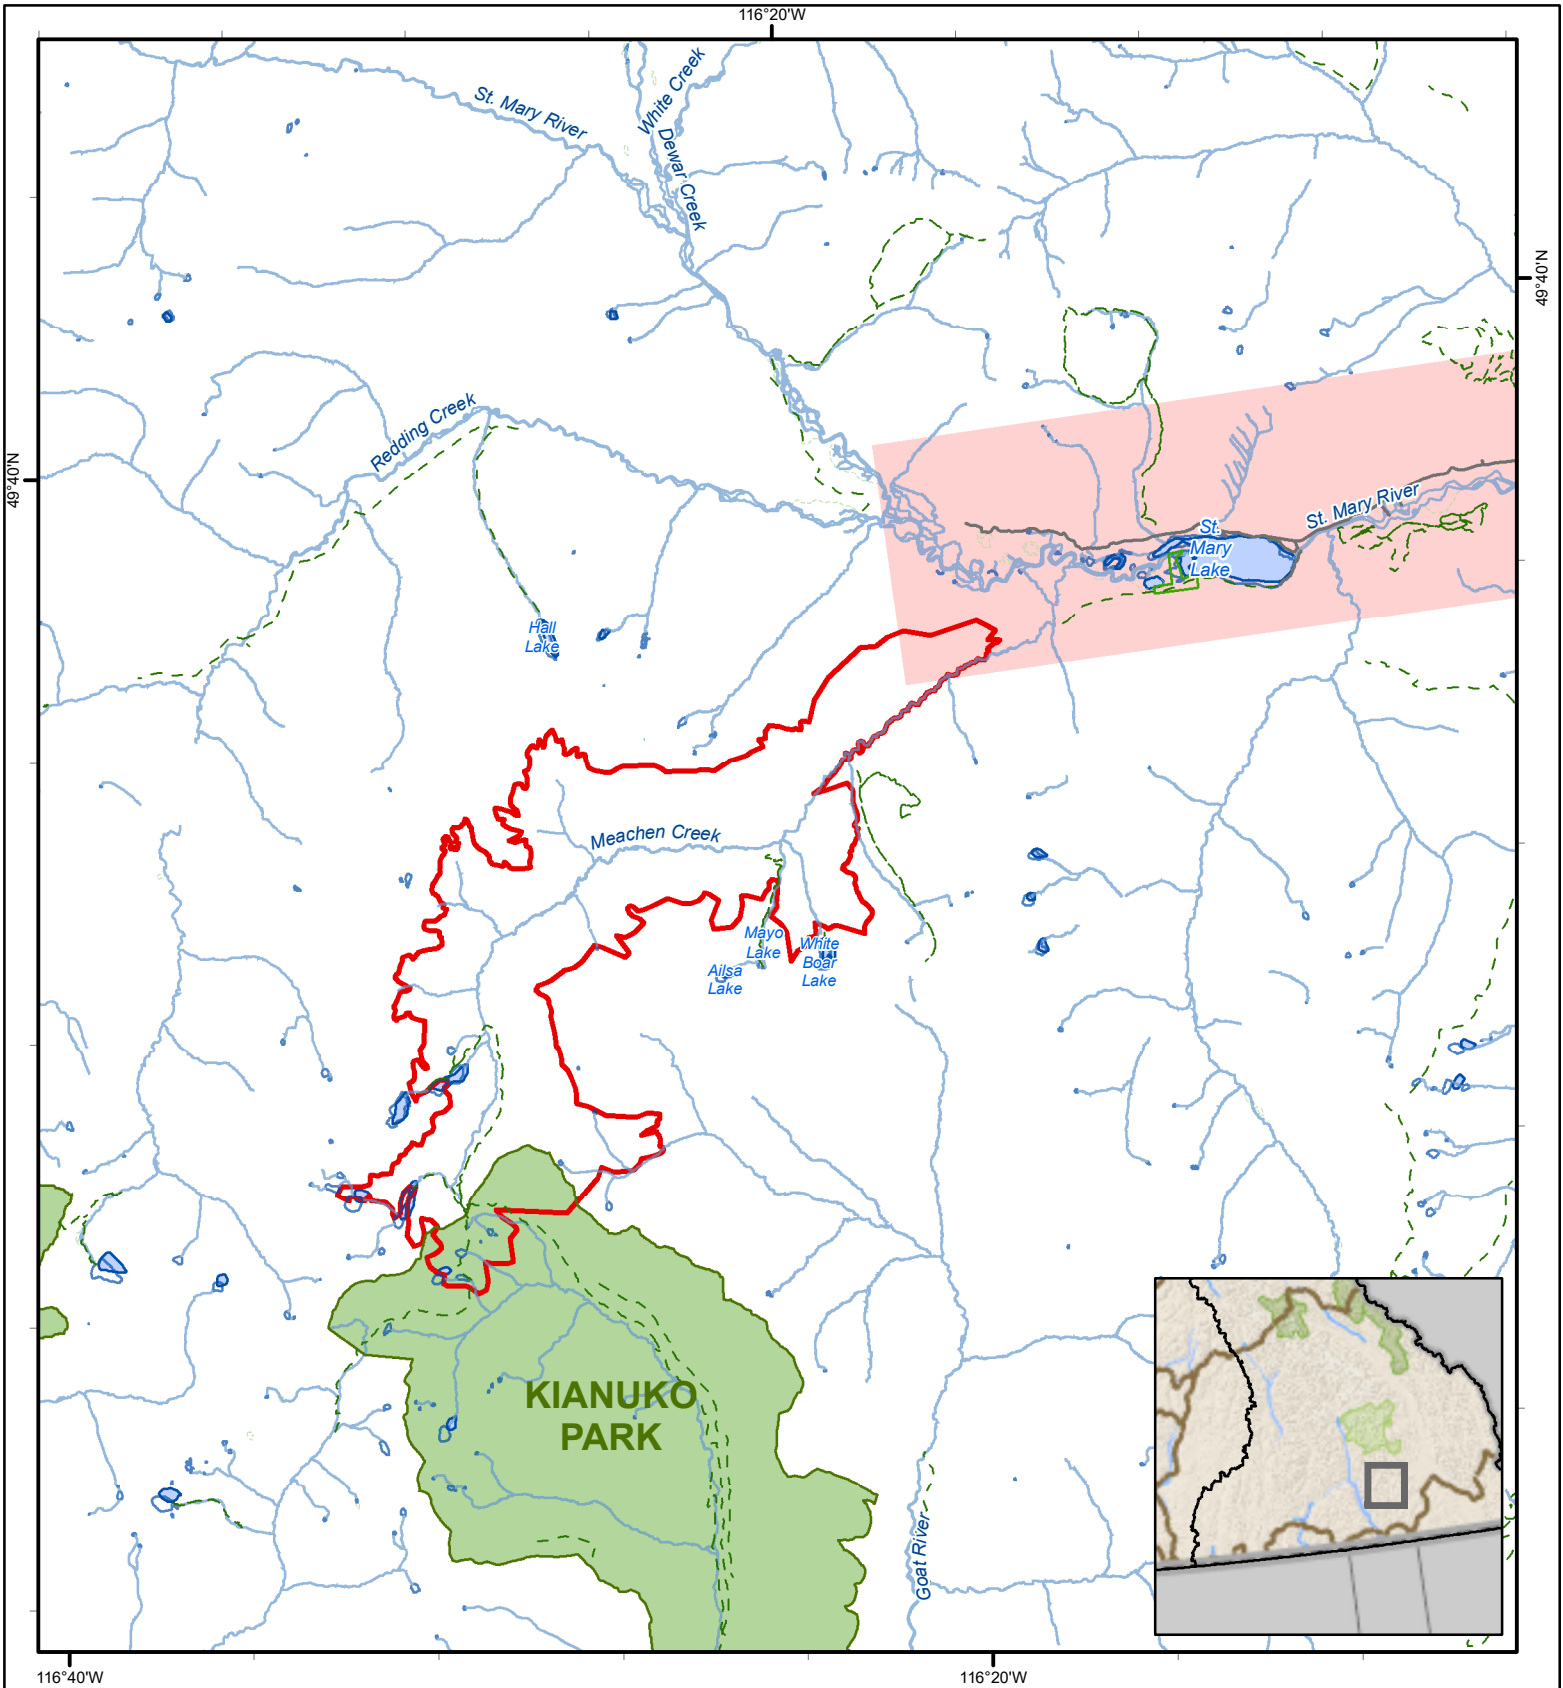 116°20'W
St. Mary River
White Creek
Dewar Creek
49°40'N
Redding Creek
49°40'N
St. Mary River
St.
Mary
Lake
Hall
Lake
Meachen Creek
Mayo
Lake
White
Boar
Lake
Ailsa
Lake
KIANUKO
PARK
Goat River
116°40'W
116°20'W